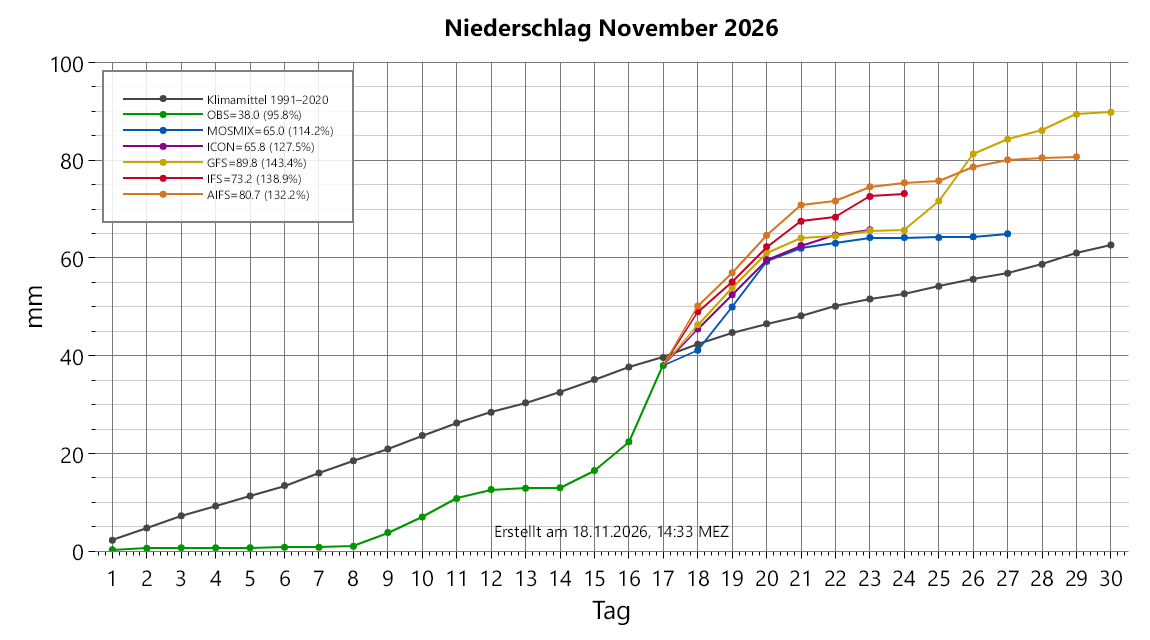 Niederschlag November 2026
100
80
60
40
20
0
mm
Klimamittel 1991–2020
OBS=38.0 (95.8%)
MOSMIX=65.0 (114.2%)
ICON=65.8 (127.5%)
GFS=89.8 (143.4%)
IFS=73.2 (138.9%)
AIFS=80.7 (132.2%)
Erstellt am 18.11.2026, 14:33 MEZ
1 2 3 4 5 6 7 8 9 10 11 12 13 14 15 16 17 18 19 20 21 22 23 24 25 26 27 28 29 30
Tag